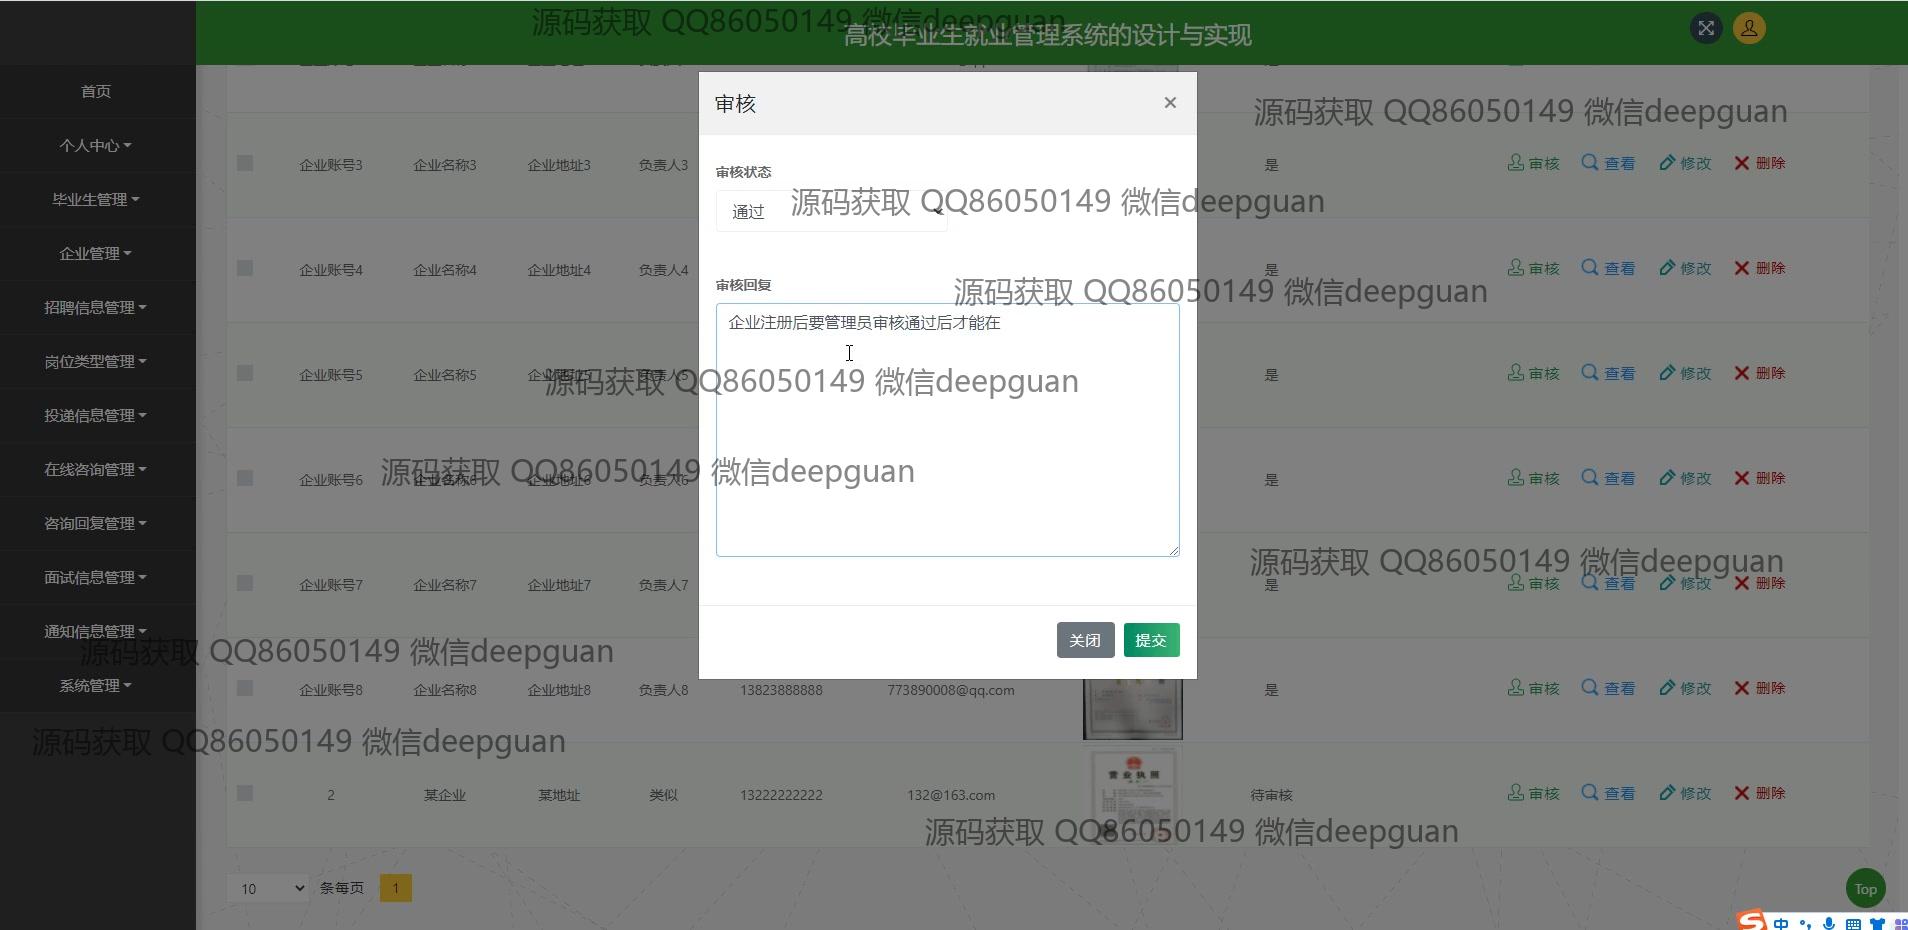 源码获取 QQ86050149 微信deepguan
高校毕业生就业管理系统的设计与实现
首页
个人中心
毕业生管理
企业管理
招聘信息管理
岗位类型管理
投递信息管理
在线咨询管理
咨询回复管理
面试信息管理
通知信息管理
系统管理
审核 ×
源码获取 QQ86050149 微信deepguan
企业账号3 企业名称3 企业地址3 负责人3 是 审核 查看 修改 删除
审核状态
通过
源码获取 QQ86050149 微信deepguan
企业账号4 企业名称4 企业地址4 负责人4 是 审核 查看 修改 删除
审核回复
源码获取 QQ86050149 微信deepguan
企业注册后要管理员审核通过后才能在
企业账号5 企业名称5 企业地址5 负责人5 是 审核 查看 修改 删除
源码获取 QQ86050149 微信deepguan
企业账号6 企业名称6 企业地址6 负责人6 是 审核 查看 修改 删除
源码获取 QQ86050149 微信deepguan
源码获取 QQ86050149 微信deepguan
企业账号7 企业名称7 企业地址7 负责人7 是 审核 查看 修改 删除
关闭 提交
源码获取 QQ86050149 微信deepguan
企业账号8 企业名称8 企业地址8 负责人8 13823888888 773890008@qq.com 是 审核 查看 修改 删除
源码获取 QQ86050149 微信deepguan
营业执照
2 某企业 某地址 类似 13222222222 132@163.com 待审核 审核 查看 修改 删除
源码获取 QQ86050149 微信deepguan
10 条每页 1
Top
中